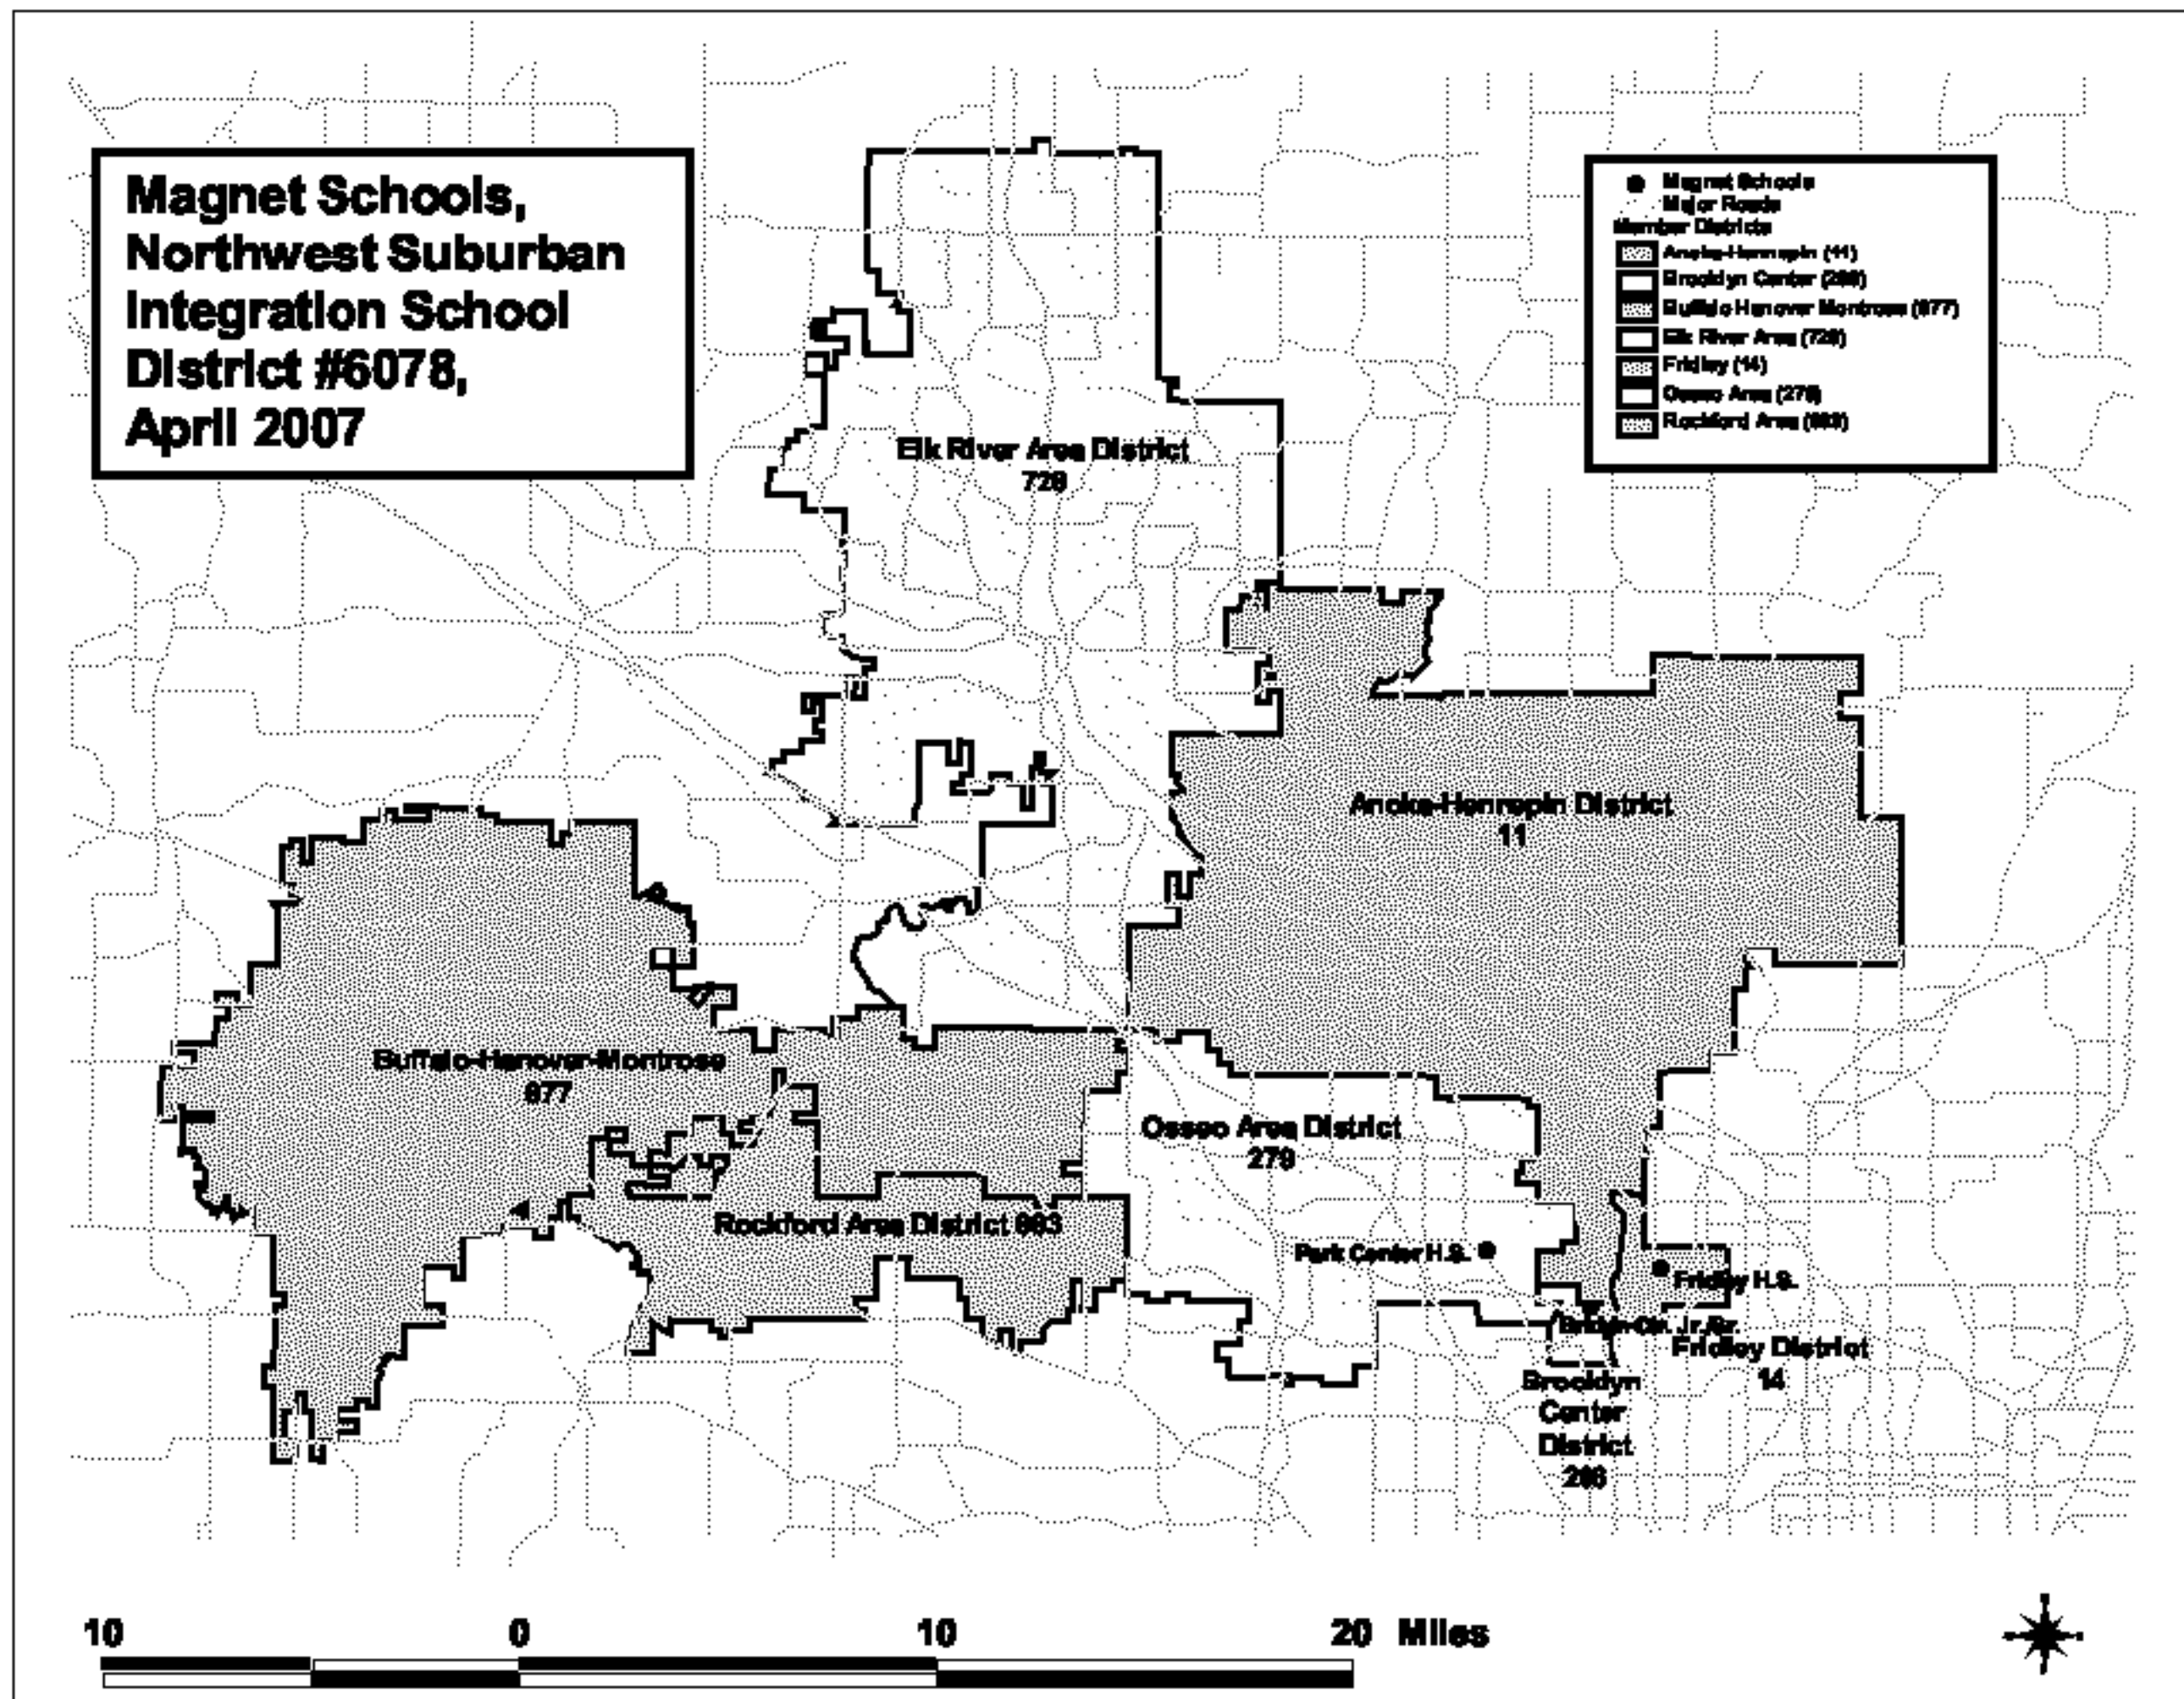 Magnet Schools,
Northwest Suburban
Integration School
District #6078,
April 2007
Magnet Schools
Major Roads
Member Districts
Anoka-Hennepin (11)
Brooklyn Center (286)
Buffalo Hanover Montrose (877)
Elk River Area (728)
Fridley (14)
Osseo Area (279)
Rockford Area (883)
Elk River Area District
728
Anoka-Hennepin District
11
Buffalo-Hanover-Montrose
877
Osseo Area District
279
Rockford Area District 883
Park Center H.S.
Fridley H.S.
Jr./Sr.
Fridley District
14
Brooklyn
Center
District
286
10 0 10 20 Miles